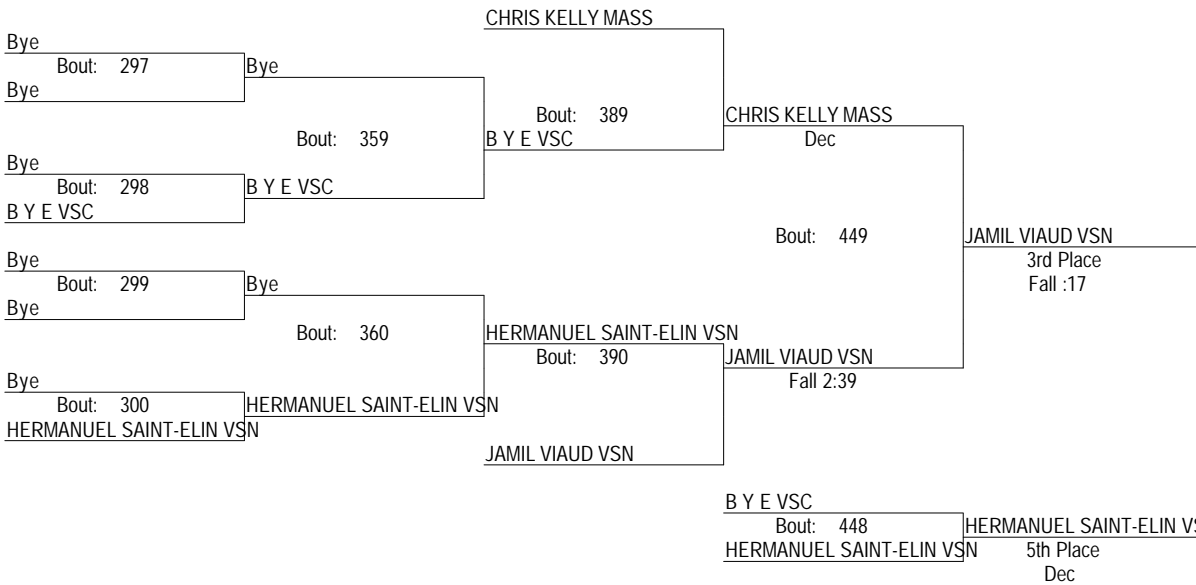 CHRIS KELLY MASS
Bye
Bout: 297
Bye
Bye
Bout: 389
CHRIS KELLY MASS
Dec
Bout: 359
B Y E VSC
Bye
Bout: 298
B Y E VSC
B Y E VSC
Bout: 449
JAMIL VIAUD VSN
3rd Place
Fall :17
Bye
Bout: 299
Bye
Bye
Bout: 360
HERMANUEL SAINT-ELIN VSN
Bout: 390
JAMIL VIAUD VSN
Fall 2:39
Bye
Bout: 300
HERMANUEL SAINT-ELIN VSN
HERMANUEL SAINT-ELIN VSN
JAMIL VIAUD VSN
B Y E VSC
Bout: 448
HERMANUEL SAINT-ELIN VSN
HERMANUEL SAINT-ELIN VS
5th Place
Dec